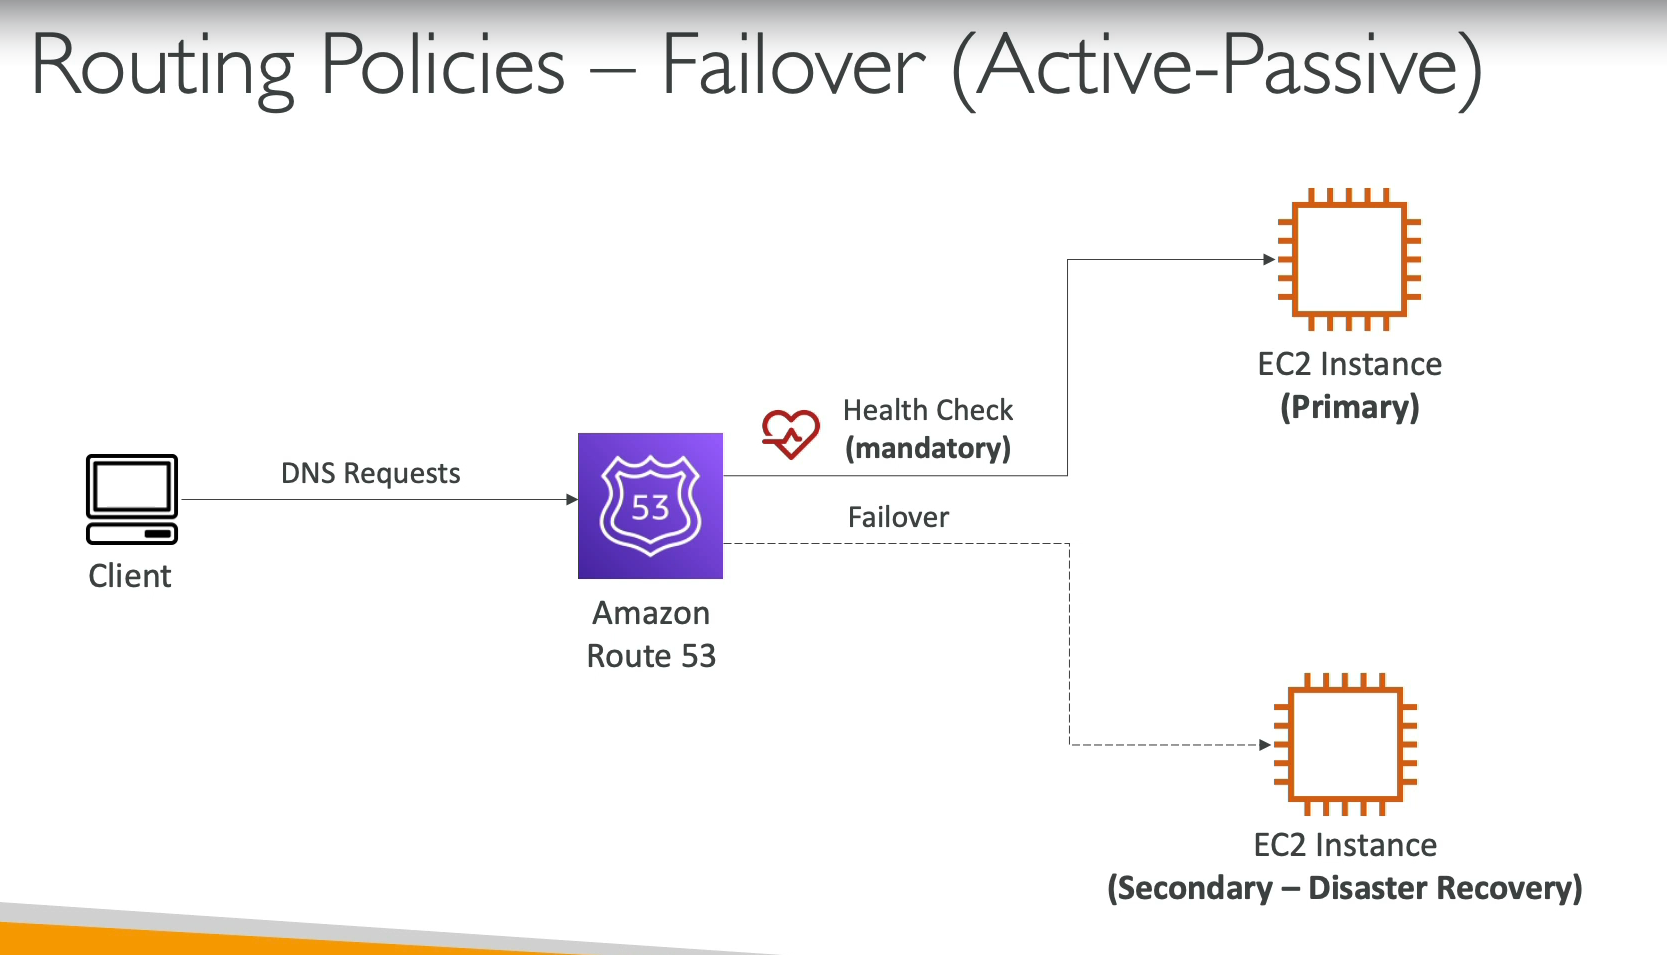 Routing Policies – Failover (Active-Passive)
EC2 Instance
(Primary)
Health Check
(mandatory)
DNS Requests
53
Failover
Client
Amazon
Route 53
EC2 Instance
(Secondary – Disaster Recovery)